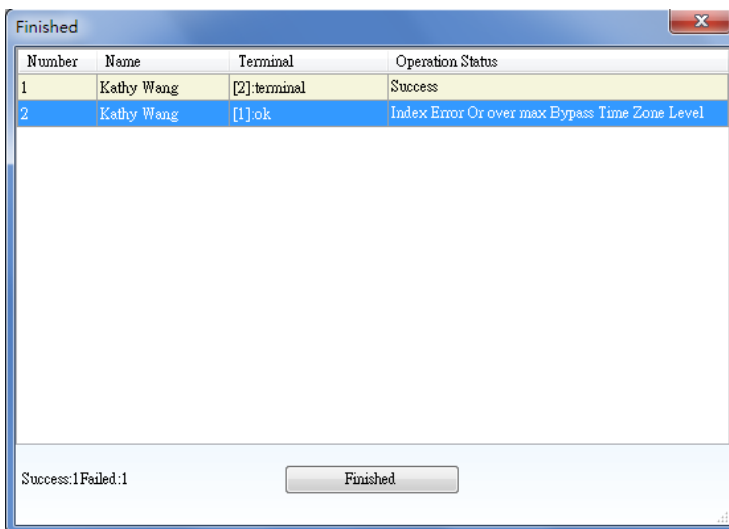 Finished
Number Name Terminal Operation Status
1 Kathy Wang [2]:terminal Success
2 Kathy Wang [1]:ok Index Error Or over max Bypass Time Zone Level
Success:1Failed:1 Finished